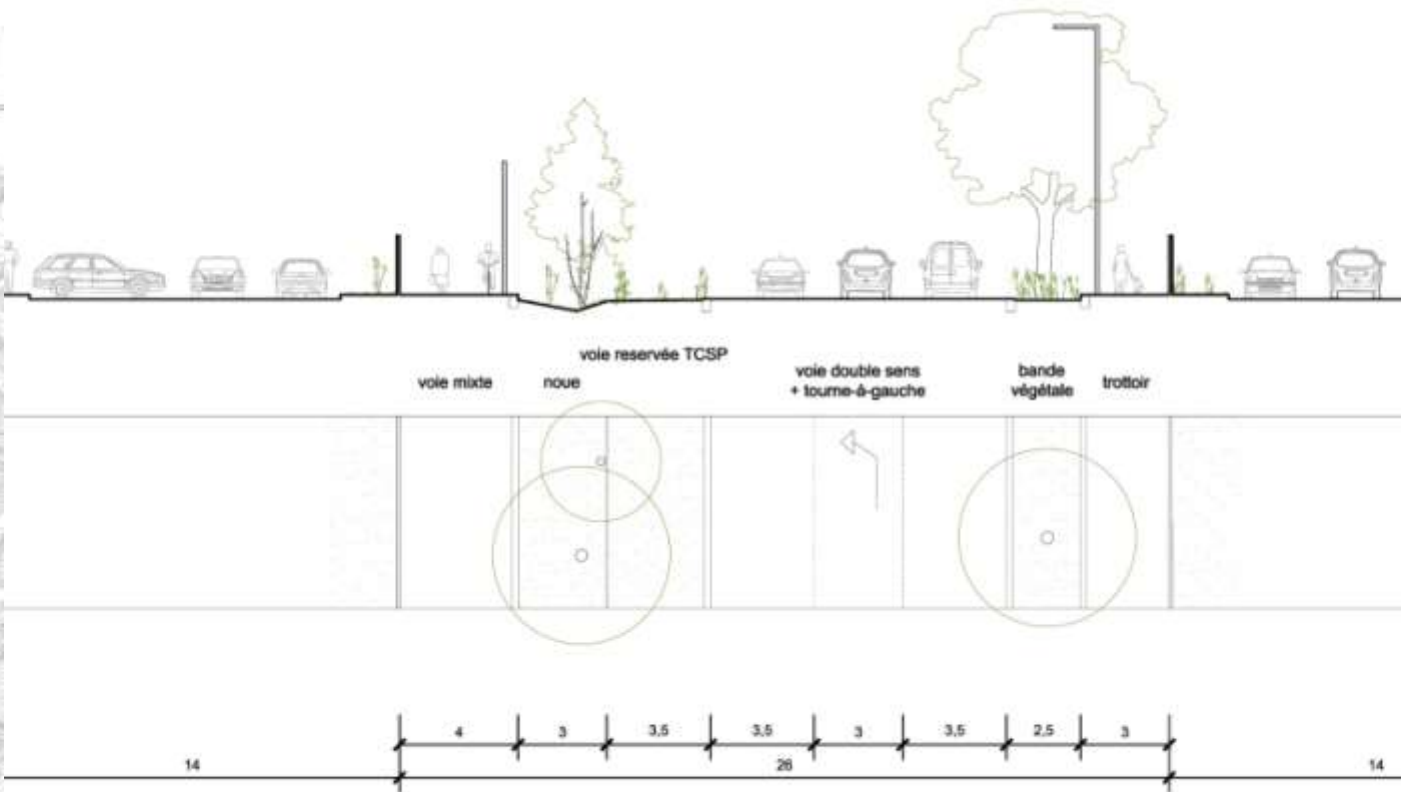 voie reservée TCSP
voie mixte
noue
voie double sens
+ tourne-à-gauche
bande
végétale
trottoir
4
3
3,5
3,5
3
3,5
2,5
3
14
26
14